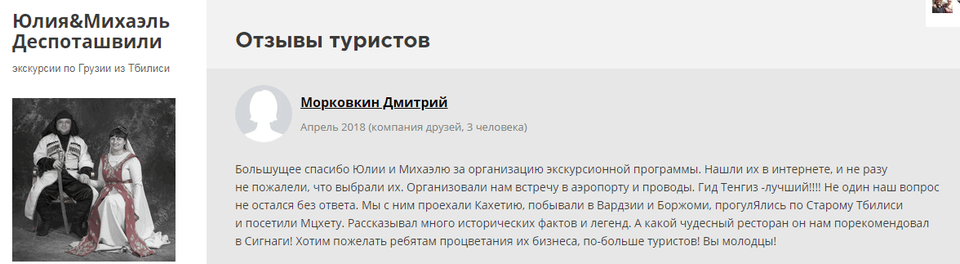 Юлия&Михаэль
Деспоташвили
экскурсии по Грузии из Тбилиси
Отзывы туристов
Морковкин Дмитрий
Апрель 2018 (компания друзей, 3 человека)
Большущее спасибо Юлии и Михаэлю за организацию экскурсионной программы. Нашли их в интернете, и не разу
не пожалели, что выбрали их. Организовали нам встречу в аэропорту и проводы. Гид Тенгиз -лучший!!!! Не один наш вопрос
не остался без ответа. Мы с ним проехали Кахетию, побывали в Вардзии и Боржоми, прогулЯлись по Старому Тбилиси
и посетили Мцхету. Рассказывал много исторических фактов и легенд. А какой чудесный ресторан он нам порекомендовал
в Сигнаги! Хотим пожелать ребятам процветания их бизнеса, по-больше туристов! Вы молодцы!